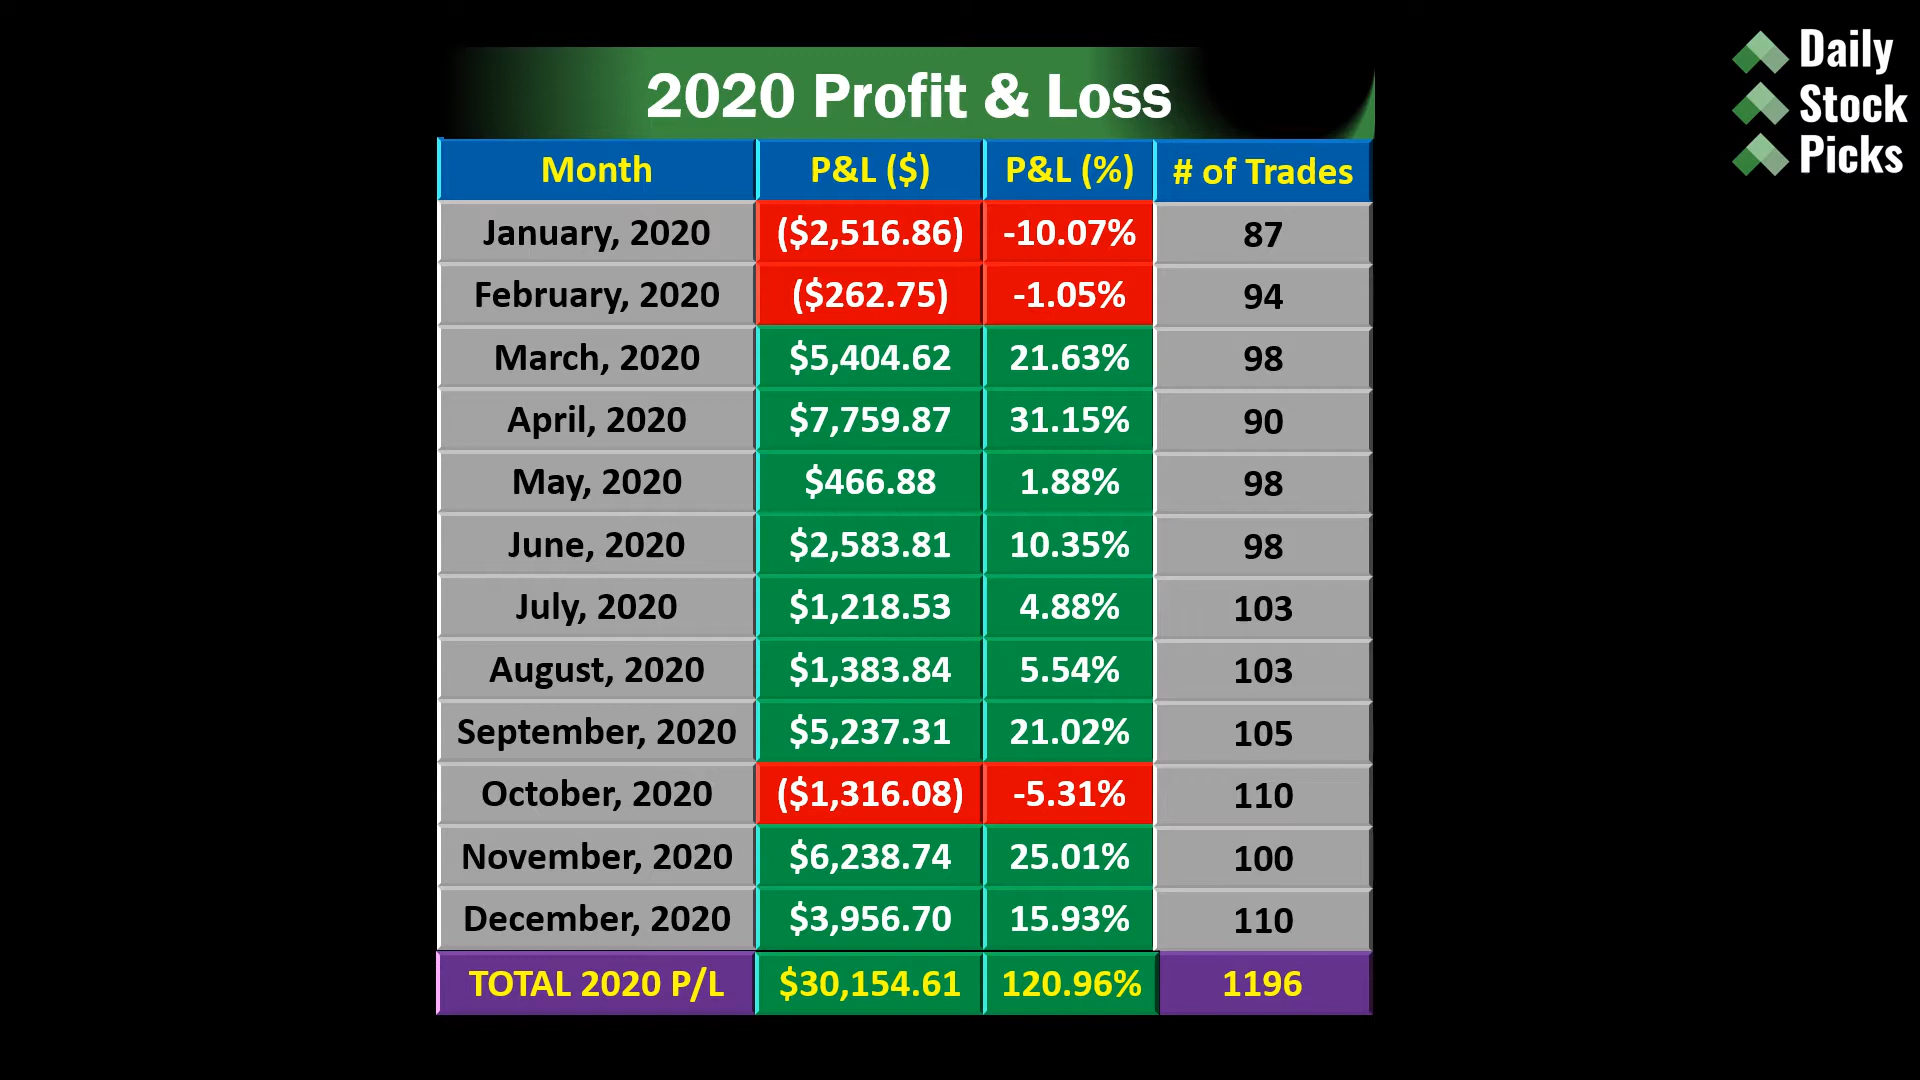 2020 Profit & Loss
Daily
Stock
Picks
Month P&L ($) P&L (%) # of Trades
January, 2020 ($2,516.86) -10.07% 87
February, 2020 ($262.75) -1.05% 94
March, 2020 $5,404.62 21.63% 98
April, 2020 $7,759.87 31.15% 90
May, 2020 $466.88 1.88% 98
June, 2020 $2,583.81 10.35% 98
July, 2020 $1,218.53 4.88% 103
August, 2020 $1,383.84 5.54% 103
September, 2020 $5,237.31 21.02% 105
October, 2020 ($1,316.08) -5.31% 110
November, 2020 $6,238.74 25.01% 100
December, 2020 $3,956.70 15.93% 110
TOTAL 2020 P/L $30,154.61 120.96% 1196